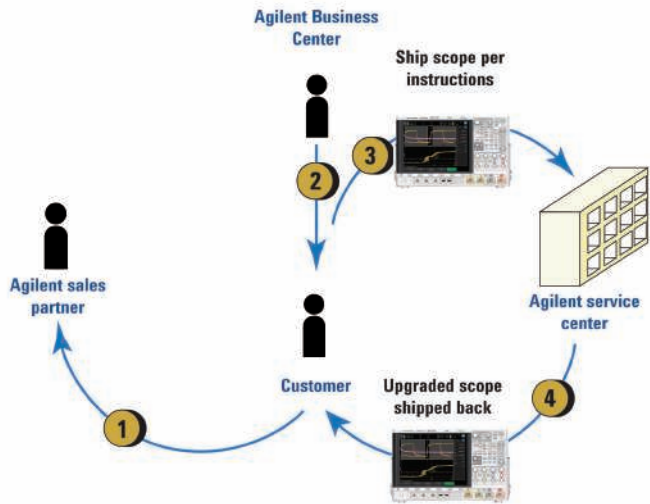 Agilent Business
Center
Ship scope per
instructions
3
2
Agilent sales
partner
Agilent service
center
Customer
Upgraded scope
shipped back
4
1